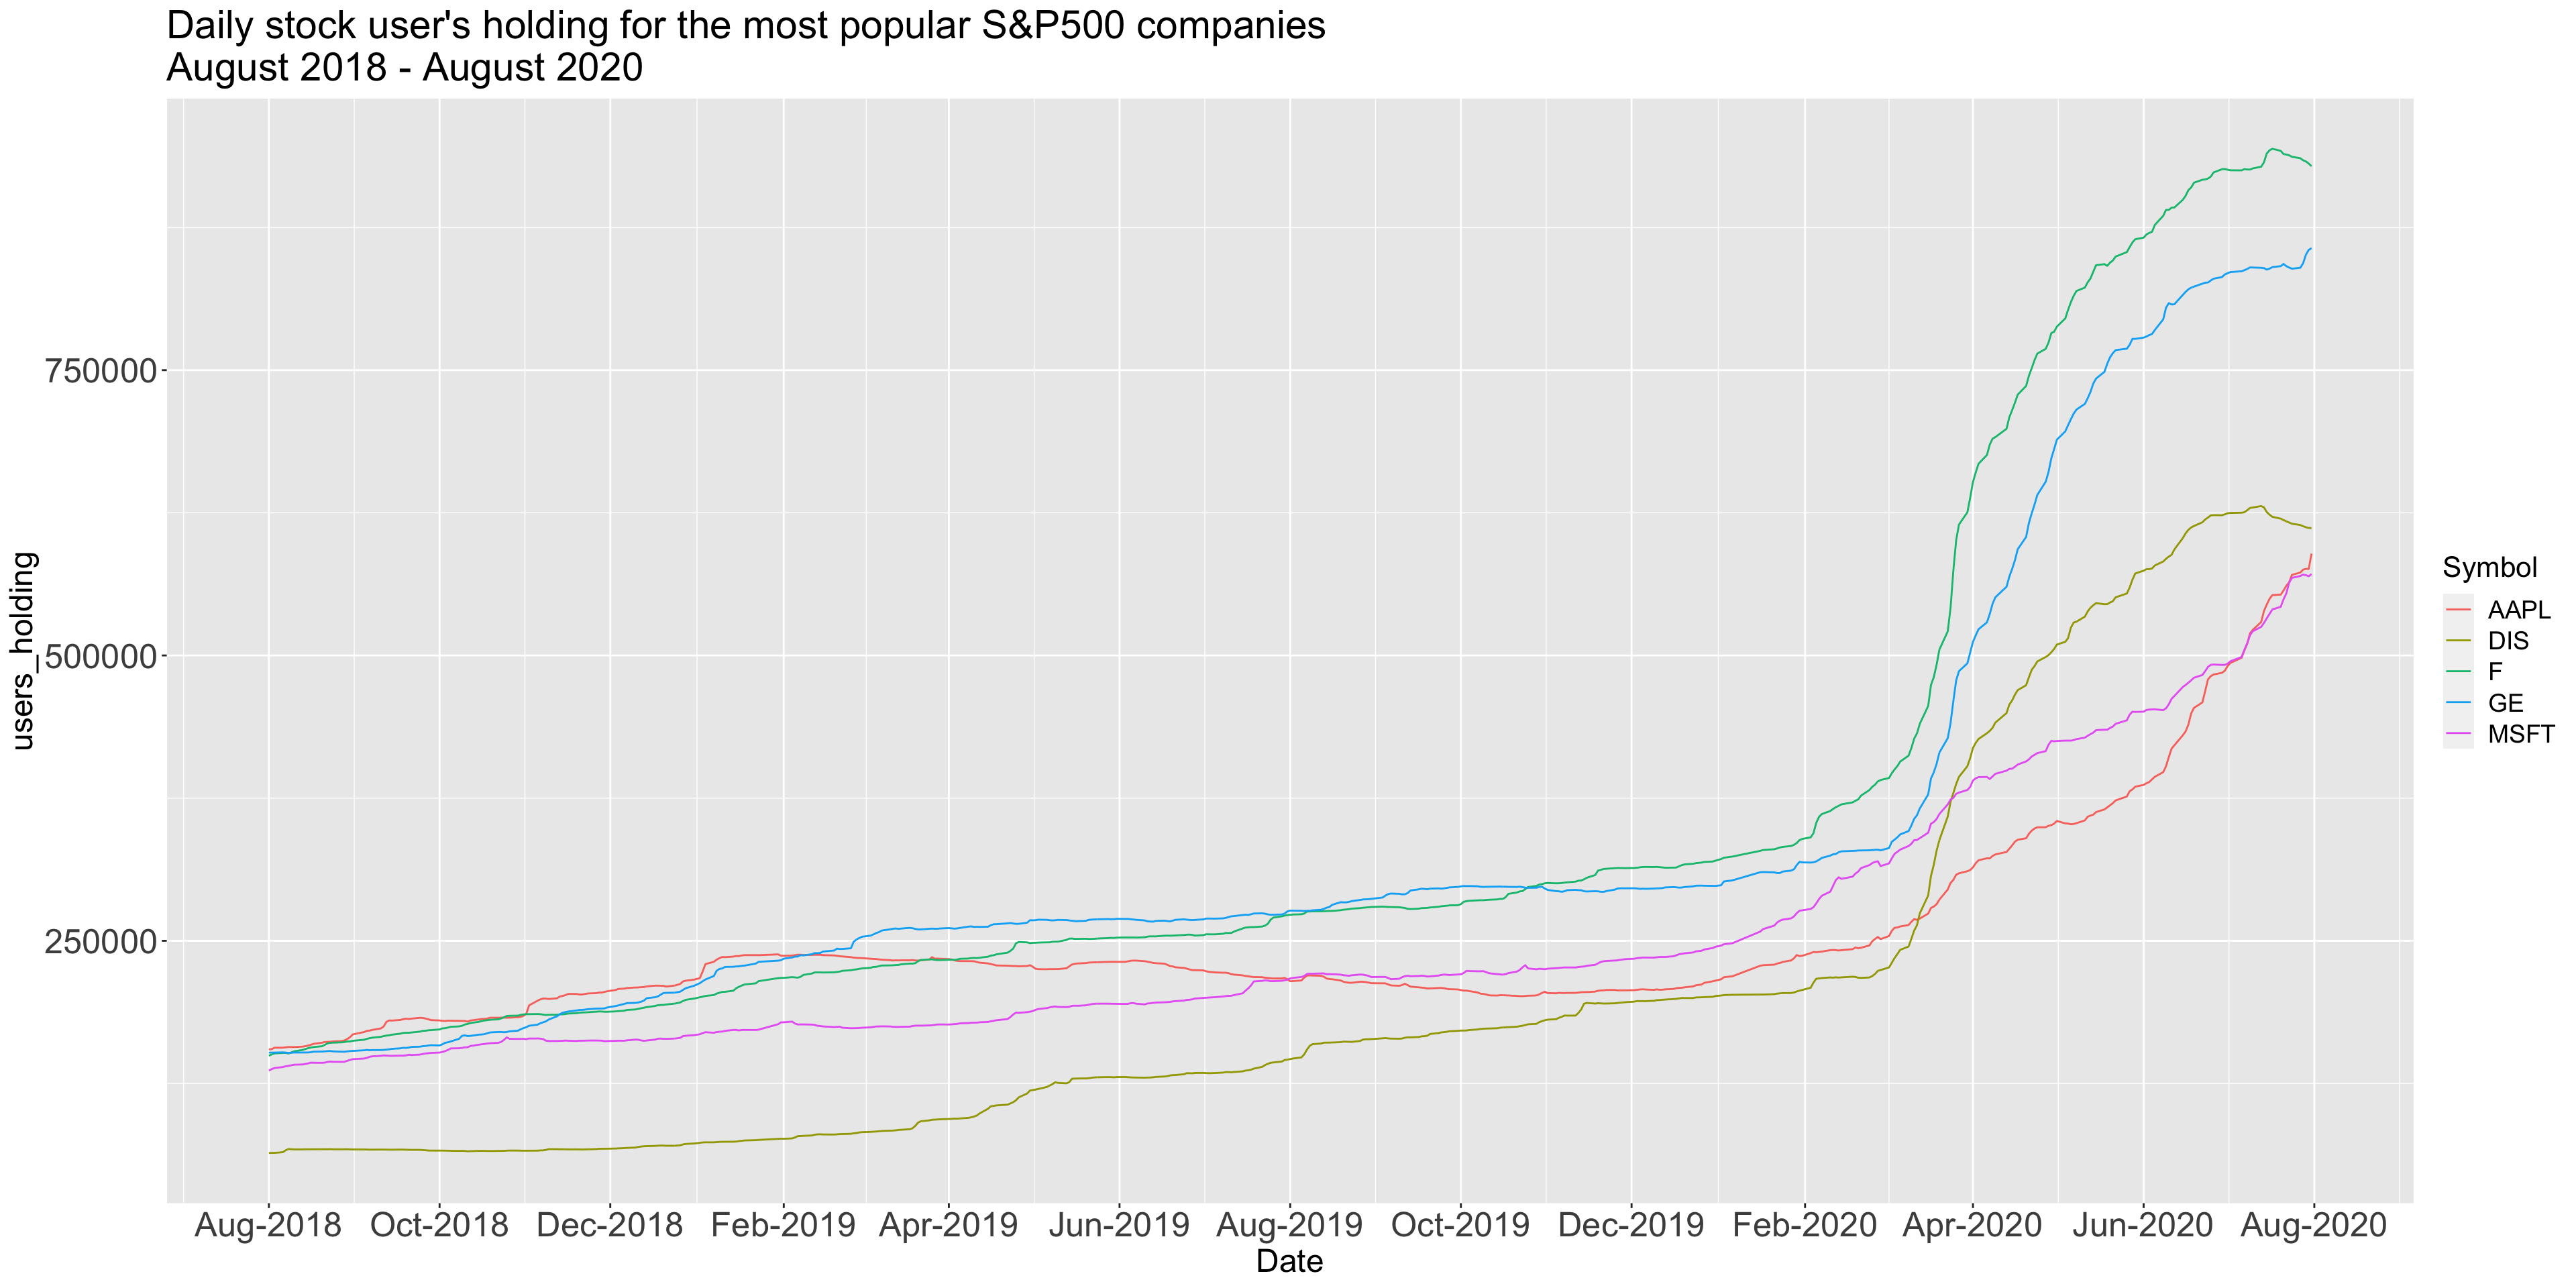 Daily stock user's holding for the most popular S&P500 companies
August 2018 - August 2020
users_holding
750000
500000
250000
Aug-2018 Oct-2018 Dec-2018 Feb-2019 Apr-2019 Jun-2019 Aug-2019 Oct-2019 Dec-2019 Feb-2020 Apr-2020 Jun-2020 Aug-2020
Date
Symbol
AAPL
DIS
F
GE
MSFT